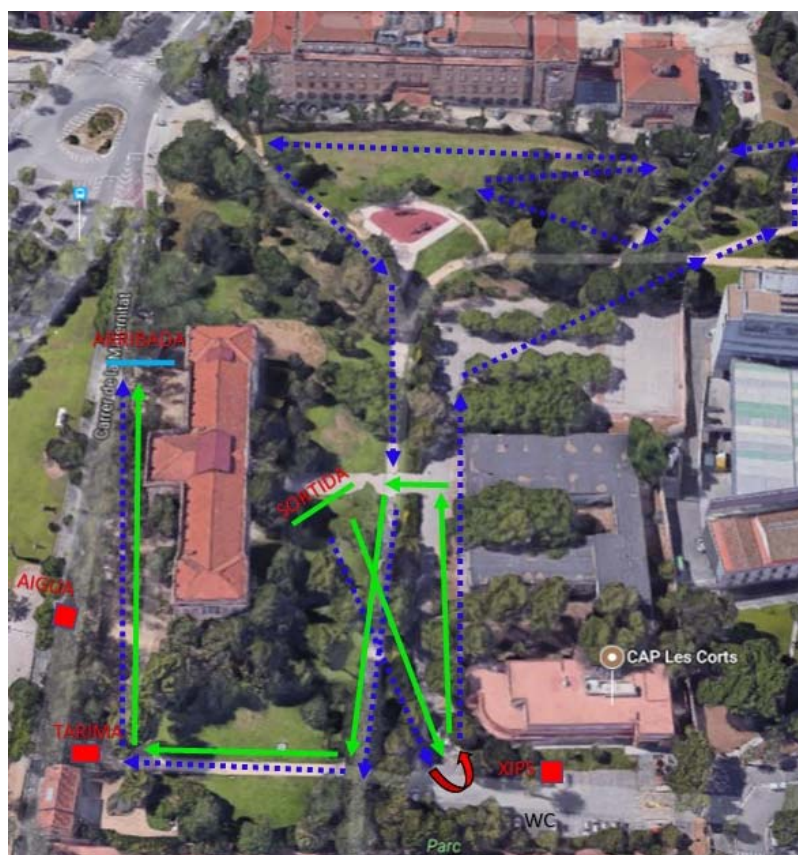 ARRIBADA
Carrer de la Maternitat
SORTIDA
AIGUA
CAP Les Corts
TARIMA
XIPS
WC
Parc